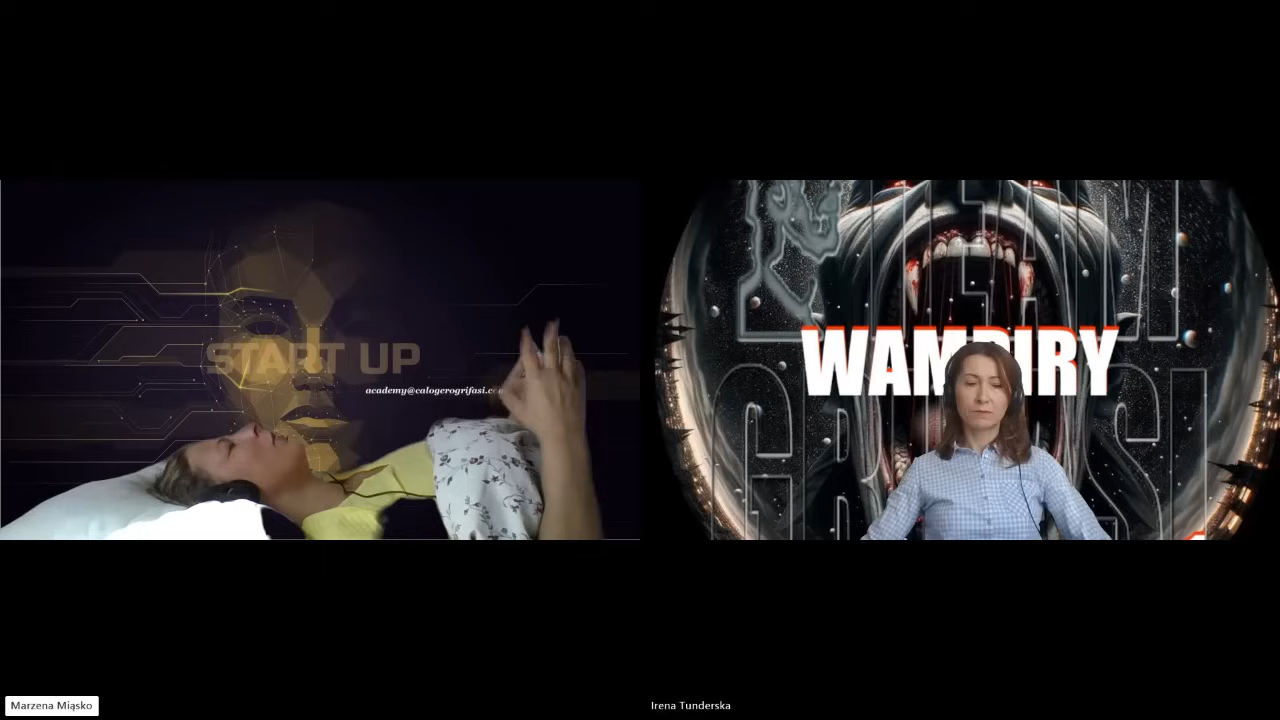 START UP
academy@calogerogrifasi.c
WAMPIRY
Marzena Miąsko
Irena Tunderska